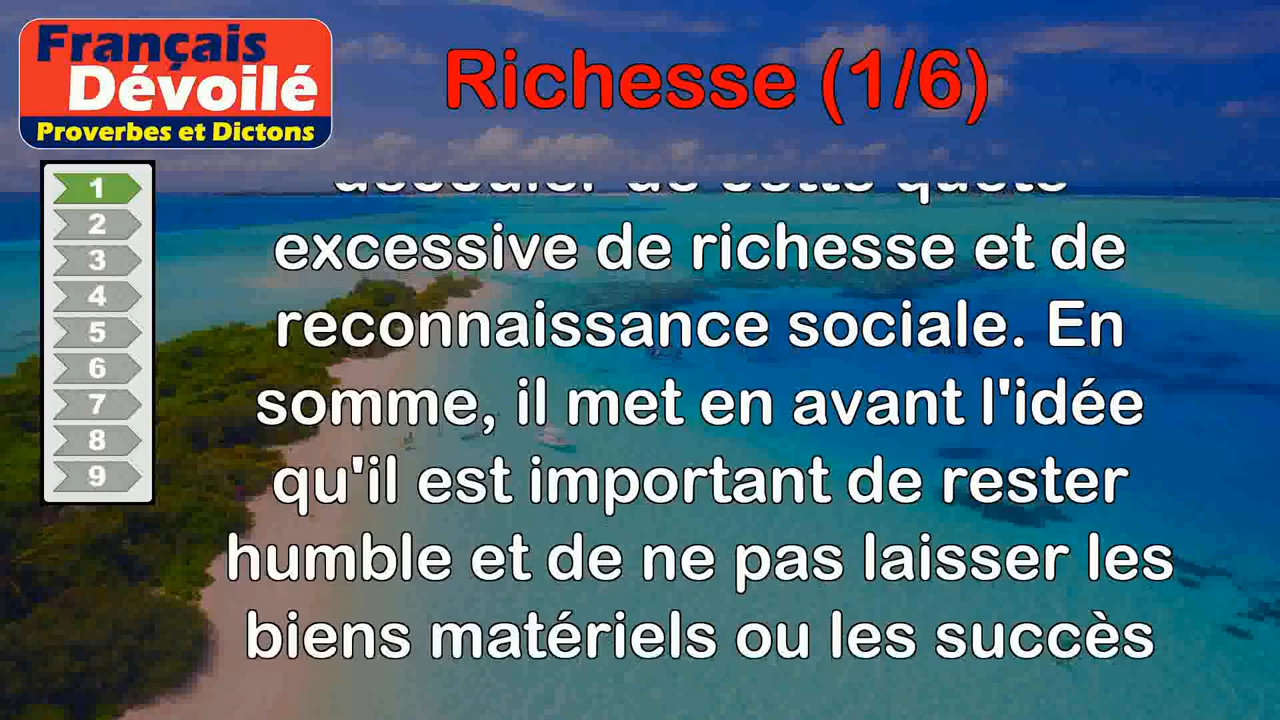 Français
Dévoilé
Proverbes et Dictons
Richesse (1/6)
1
2
3
4
5
6
7
8
9
excessive de richesse et de
reconnaissance sociale. En
somme, il met en avant l'idée
qu'il est important de rester
humble et de ne pas laisser les
biens matériels ou les succès